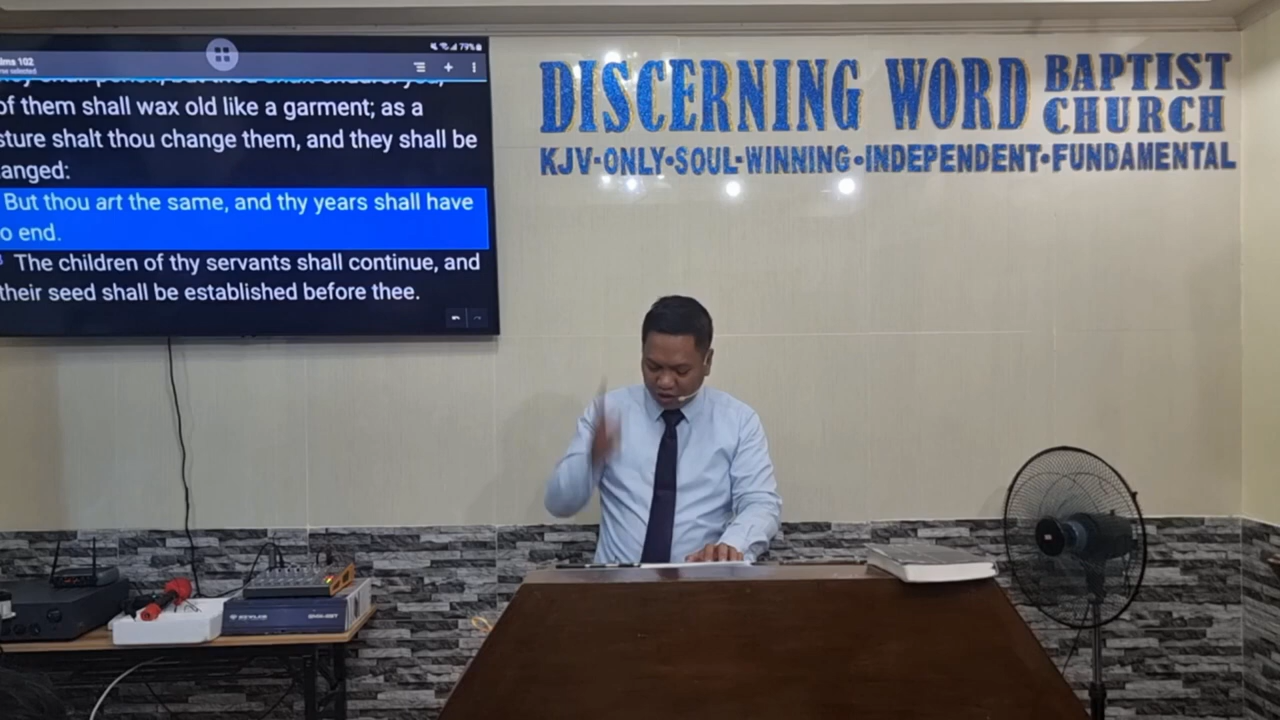 79%
102
of them shall wax old like a garment; as a
shalt thou change them, and they shall be
But thou art the same, and thy years shall have
end.
The children of thy servants shall continue, and
their seed shall be established before thee.
DISCERNING WORD BAPTIST
CHURCH
KJV-ONLY•SOUL-WINNING•INDEPENDENT•FUNDAMENTAL